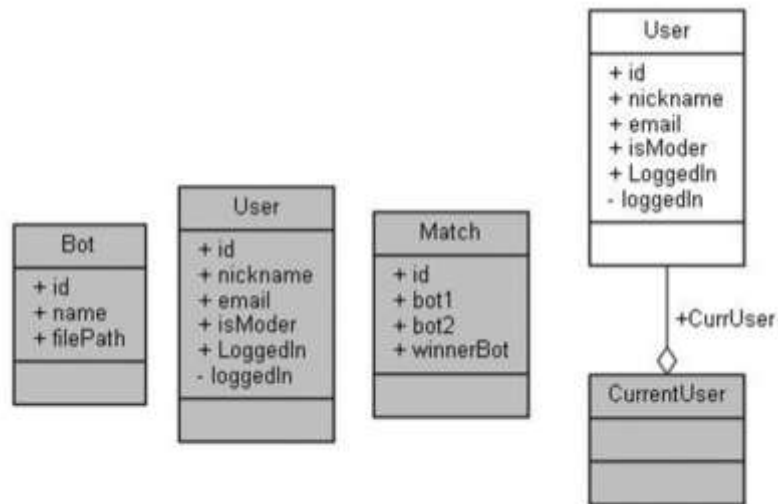 Bot
+ id
+ name
+ filePath
User
+ id
+ nickname
+ email
+ isModer
+ LoggedIn
- loggedIn
Match
+ id
+ bot1
+ bot2
+ winnerBot
User
+ id
+ nickname
+ email
+ isModer
+ LoggedIn
- loggedIn
+CurrUser
CurrentUser